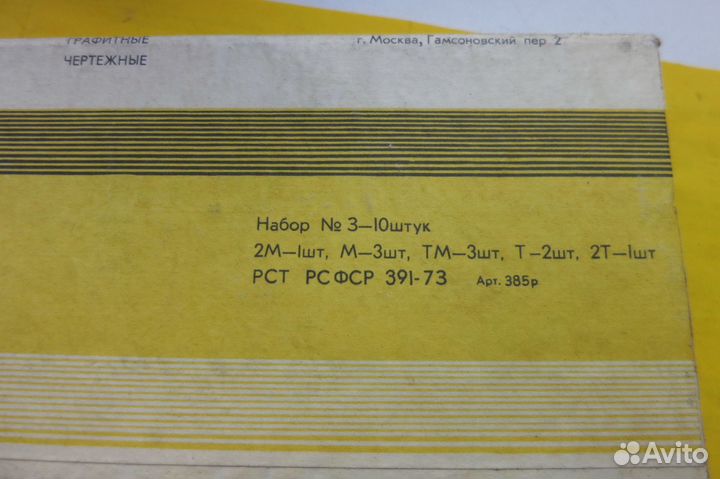 ГРАФИТНЫЕ
г. Москва, Гамсоновский пер 2
ЧЕРТЕЖНЫЕ
Набор № 3—10штук
2М—1шт, М—3шт, ТМ—3шт, Т—2шт, 2Т—1шт
РСТ РСФСР 391-73 Арт. 385р
Avito